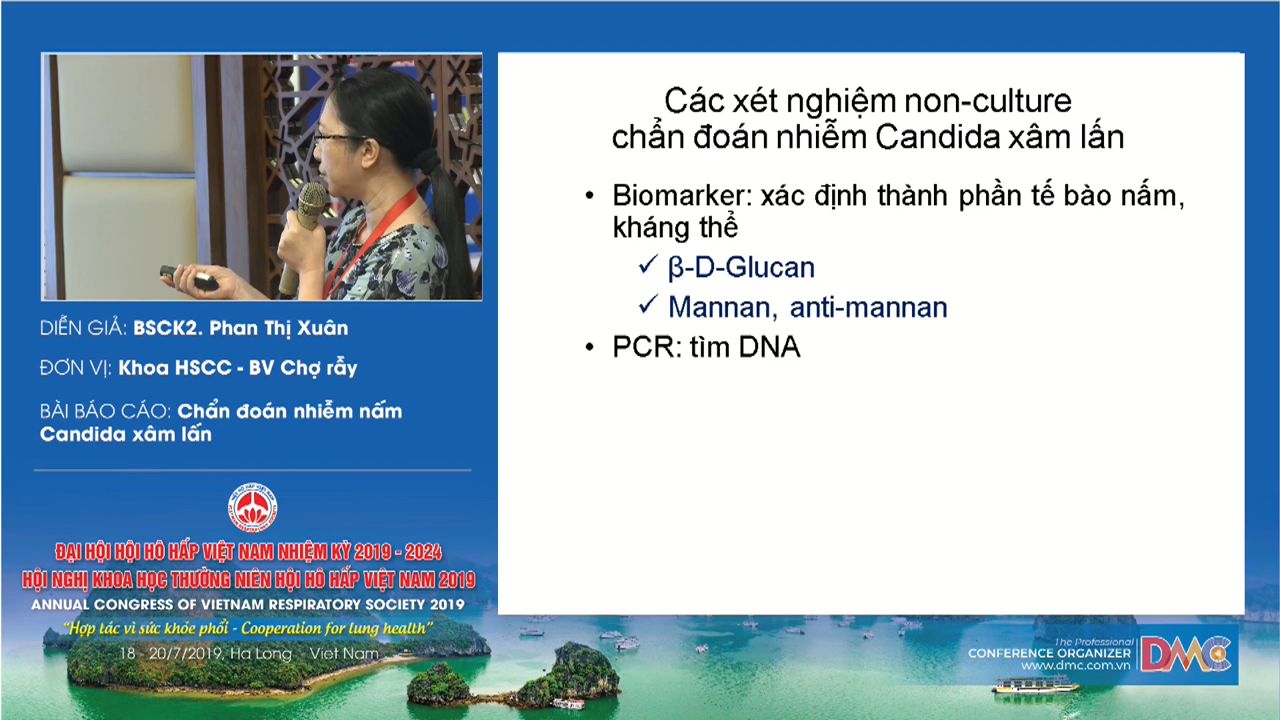 DIỄN GIẢ: BSCK2. Phan Thị Xuân
ĐƠN VỊ: Khoa HSCC - BV Chợ rẫy
BÀI BÁO CÁO: Chẩn đoán nhiễm nấm
Candida xâm lấn
ĐẠI HỘI HỘI HÔ HẤP VIỆT NAM NHIỆM KỲ 2019 - 2024
HỘI NGHỊ KHOA HỌC THƯỜNG NIÊN HỘI HÔ HẤP VIỆT NAM 2019
ANNUAL CONGRESS OF VIETNAM RESPIRATORY SOCIETY 2019
"Hợp tác vì sức khỏe phổi - Cooperation for lung health"
18 - 20/7/2019, Ha Long Viet Nam
Các xét nghiệm non-culture
chẩn đoán nhiễm Candida xâm lấn
• Biomarker: xác định thành phần tế bào nấm,
kháng thể
✓ β-D-Glucan
✓ Mannan, anti-mannan
• PCR: tìm DNA
The Professional
CONFERENCE ORGANIZER
www.dmc.com.vn
DMC